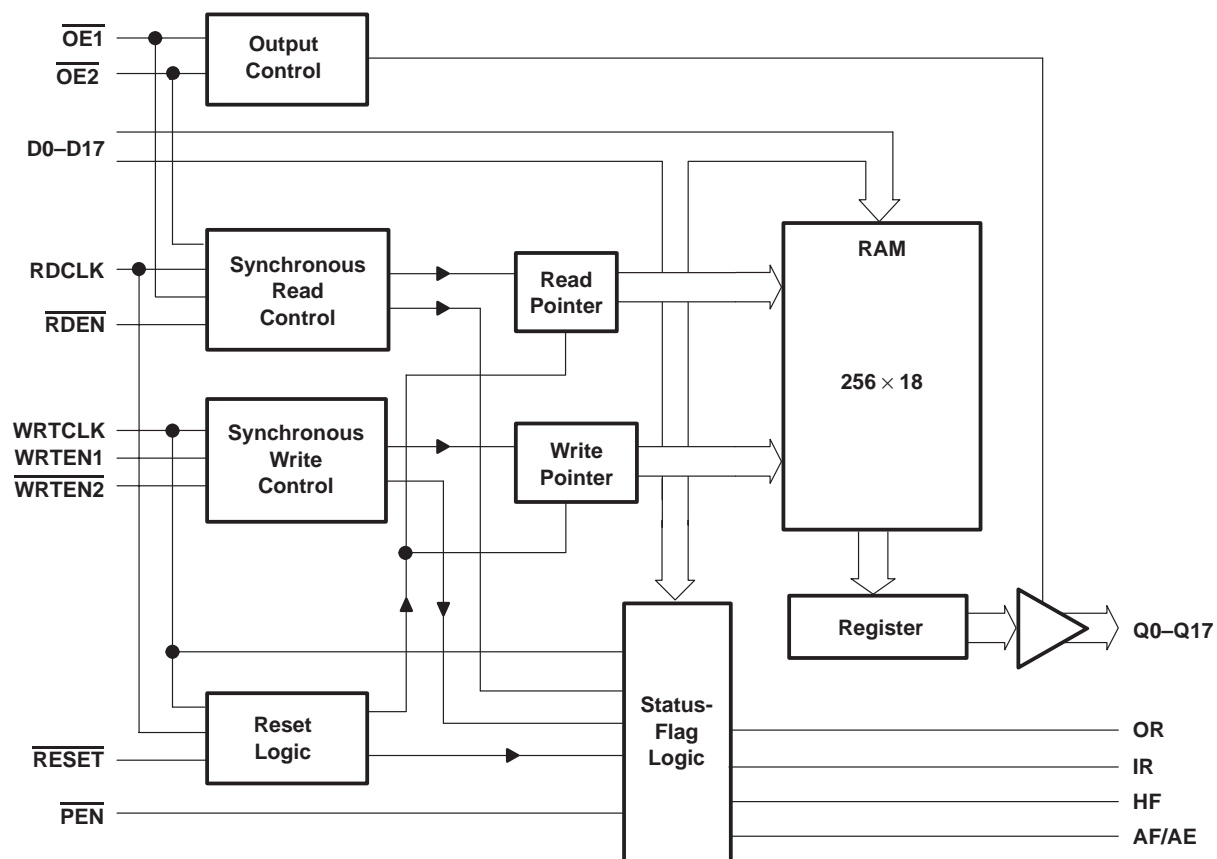 OE1
OE2
Output
Control
D0–D17
RAM
256 × 18
RDCLK
RDEN
Synchronous
Read
Control
Read
Pointer
WRTCLK
WRTEN1
WRTEN2
Synchronous
Write
Control
Write
Pointer
Register
Q0–Q17
Reset
Logic
RESET
PEN
Status-
Flag
Logic
OR
IR
HF
AF/AE